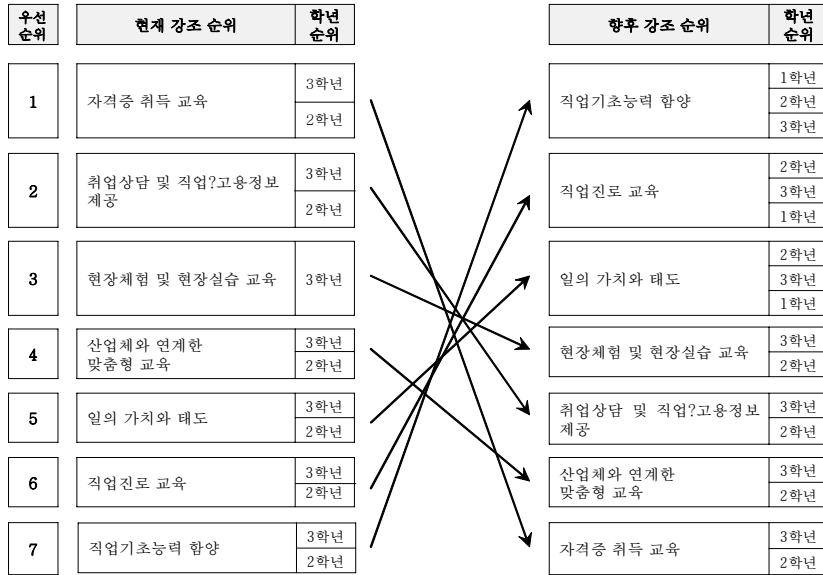 우선
순위
현재 강조 순위
학년
순위
향후 강조 순위
학년
순위
1
자격증 취득 교육
3학년
2학년
직업기초능력 함양
1학년
2학년
3학년
2
취업상담 및 직업?고용정보
제공
3학년
2학년
직업진로 교육
2학년
3학년
1학년
3
현장체험 및 현장실습 교육
3학년
일의 가치와 태도
2학년
3학년
1학년
4
산업체와 연계한
맞춤형 교육
3학년
2학년
현장체험 및 현장실습 교육
3학년
2학년
5
일의 가치와 태도
3학년
2학년
취업상담 및 직업?고용정보
제공
3학년
2학년
6
직업진로 교육
3학년
2학년
산업체와 연계한
맞춤형 교육
3학년
2학년
7
직업기초능력 함양
3학년
2학년
자격증 취득 교육
3학년
2학년